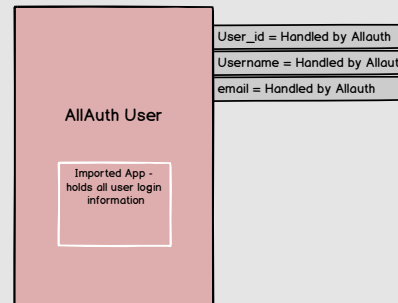 User_id = Handled by Allauth
Username = Handled by Allaut
email = Handled by Allauth
AllAuth User
Imported App -
holds all user login
information